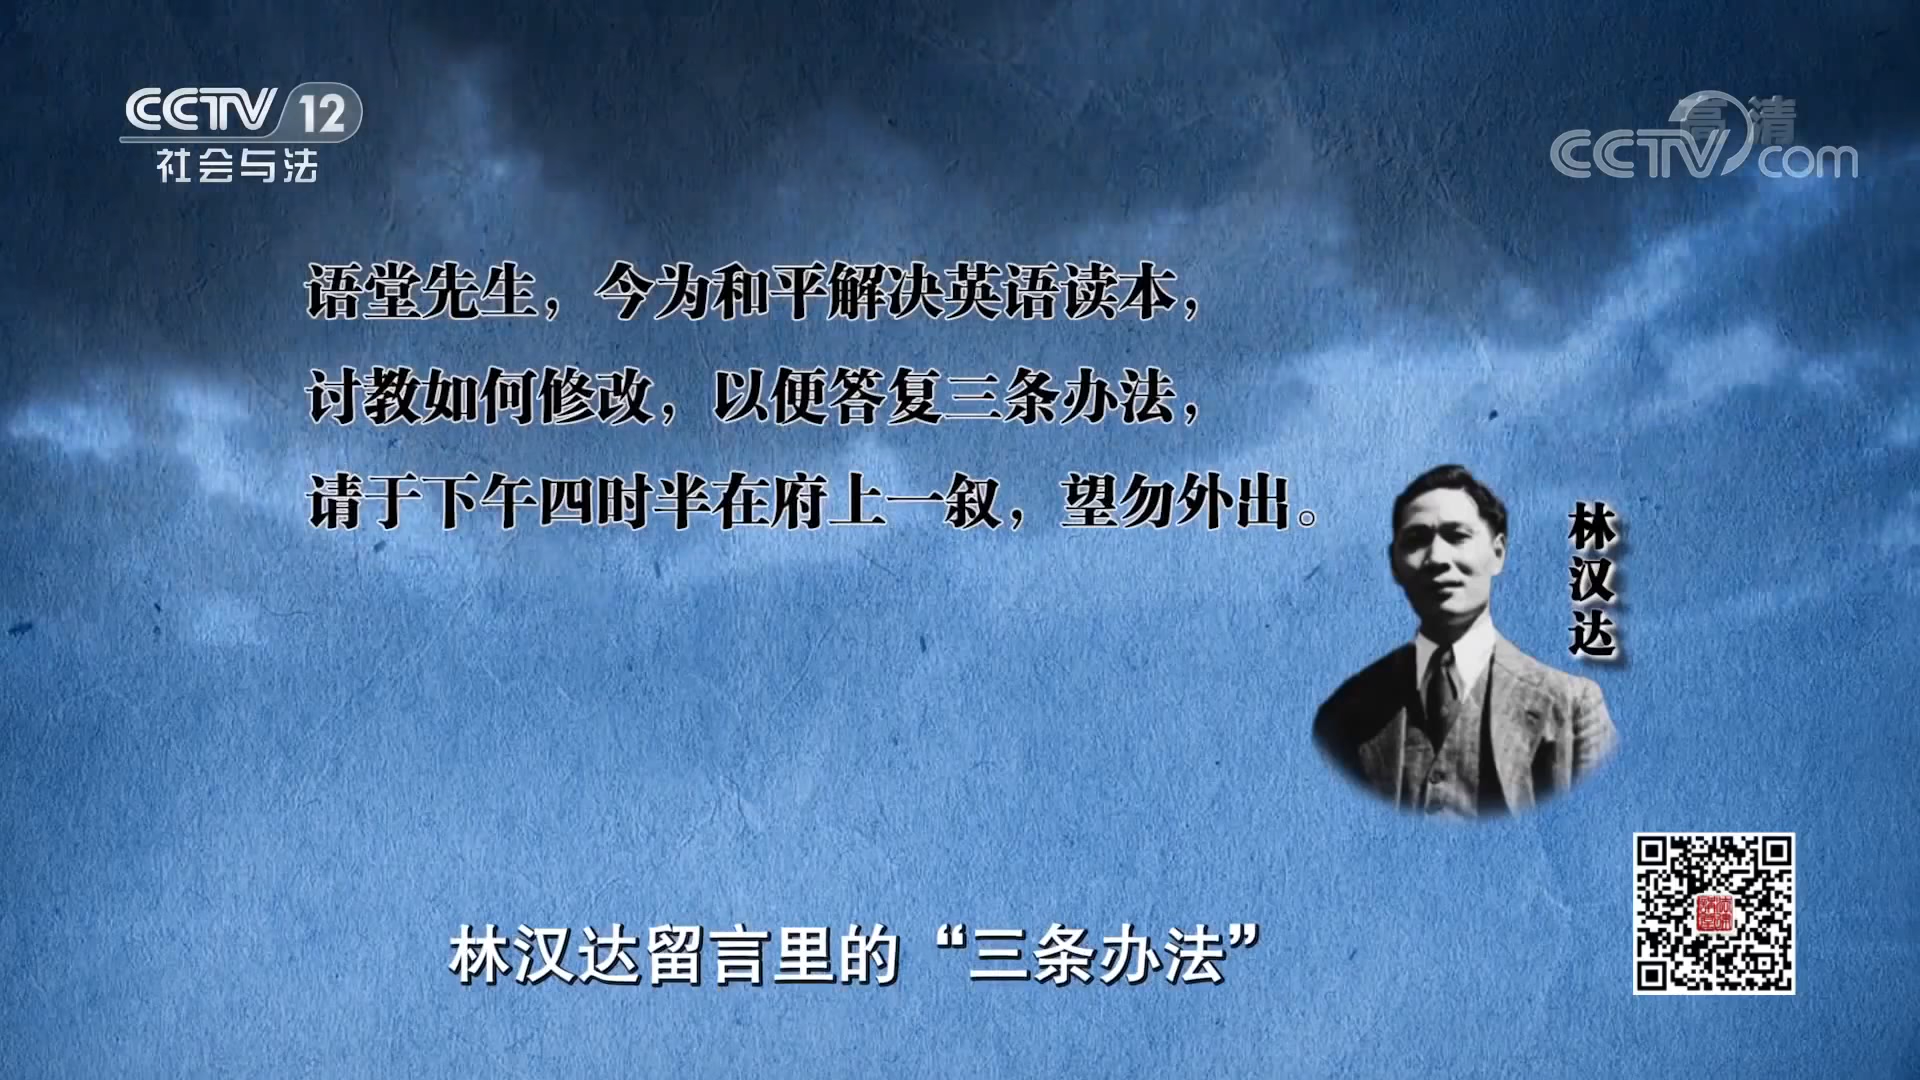 CCTV 12
社会与法
高清
CCTV com
语堂先生，今为和平解决英语读本，
讨教如何修改，以便答复三条办法，
请于下午四时半在府上一叙，望勿外出。
林汉达
林汉达留言里的“三条办法”